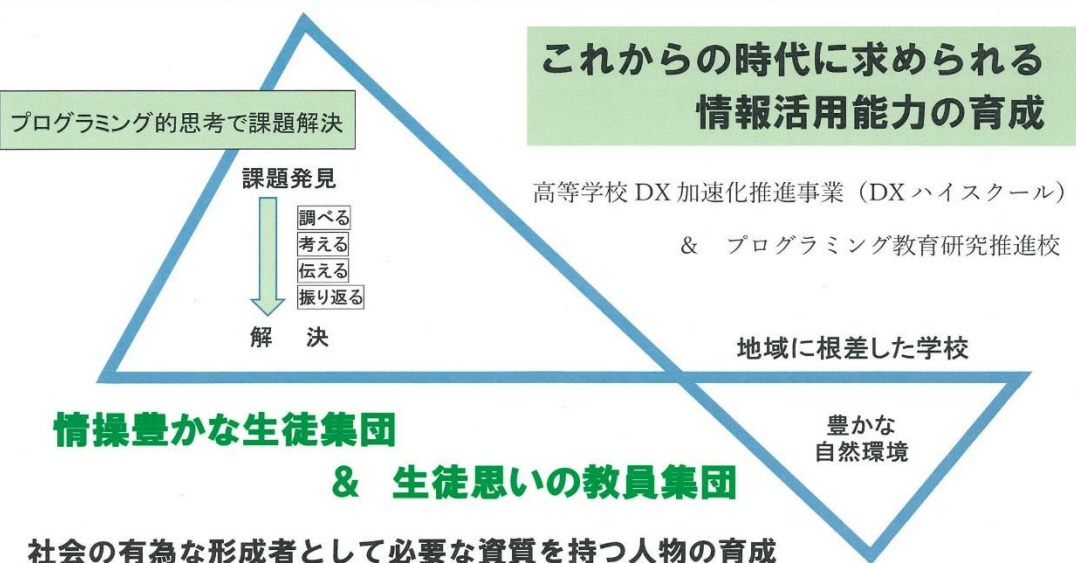 これからの時代に求められる
情報活用能力の育成
高等学校 DX 加速化推進事業（DX ハイスクール）
& プログラミング教育研究推進校
プログラミング的思考で課題解決
課題発見
調べる
考える
伝える
振り返る
解 決
地域に根差した学校
豊かな
自然環境
情操豊かな生徒集団
& 生徒思いの教員集団
社会の有為な形成者として必要な資質を持つ人物の育成